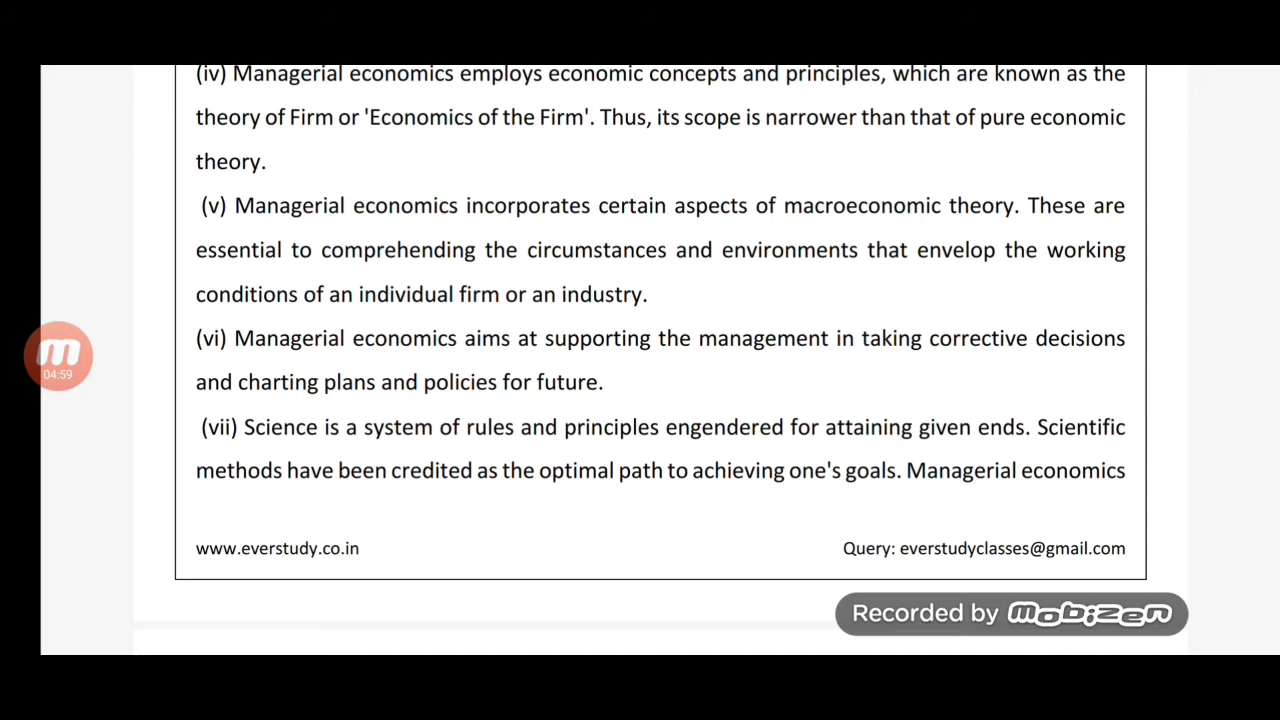 (iv) Managerial economics employs economic concepts and principles, which are known as the
theory of Firm or 'Economics of the Firm'. Thus, its scope is narrower than that of pure economic
theory.
(v) Managerial economics incorporates certain aspects of macroeconomic theory. These are
essential to comprehending the circumstances and environments that envelop the working
conditions of an individual firm or an industry.
(vi) Managerial economics aims at supporting the management in taking corrective decisions
and charting plans and policies for future.
(vii) Science is a system of rules and principles engendered for attaining given ends. Scientific
methods have been credited as the optimal path to achieving one's goals. Managerial economics
www.everstudy.co.in
Query: everstudyclasses@gmail.com
m
04:59
Recorded by mobizen